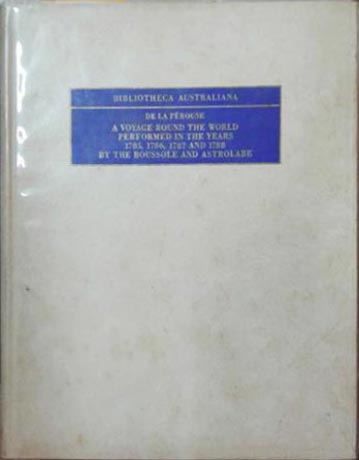 BIBLIOTHECA AUSTRALIANA
DE LA PÉROUSE
A VOYAGE ROUND THE WORLD
PERFORMED IN THE YEARS
1785, 1786, 1787 AND 1788
BY THE BOUSSOLE AND ASTROLABE